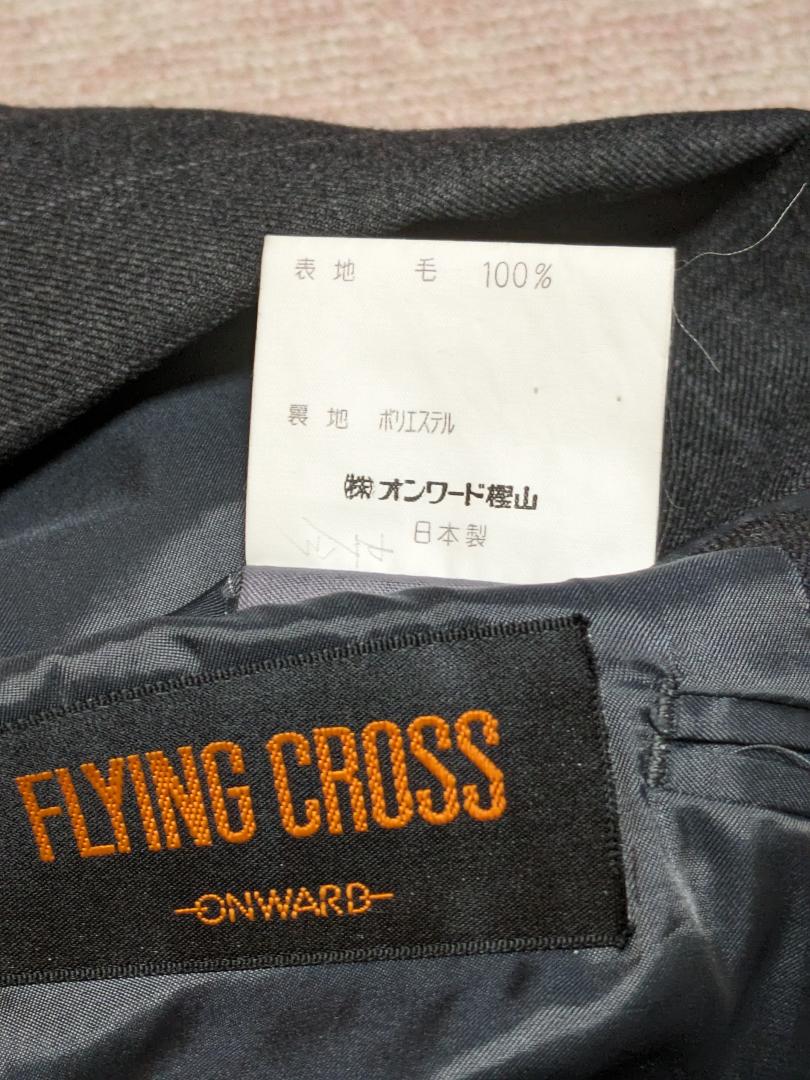 表地 毛 100%
裏地 ポリエステル
㈱オンワード樫山
日本製
FLYING CROSS
ONWARD